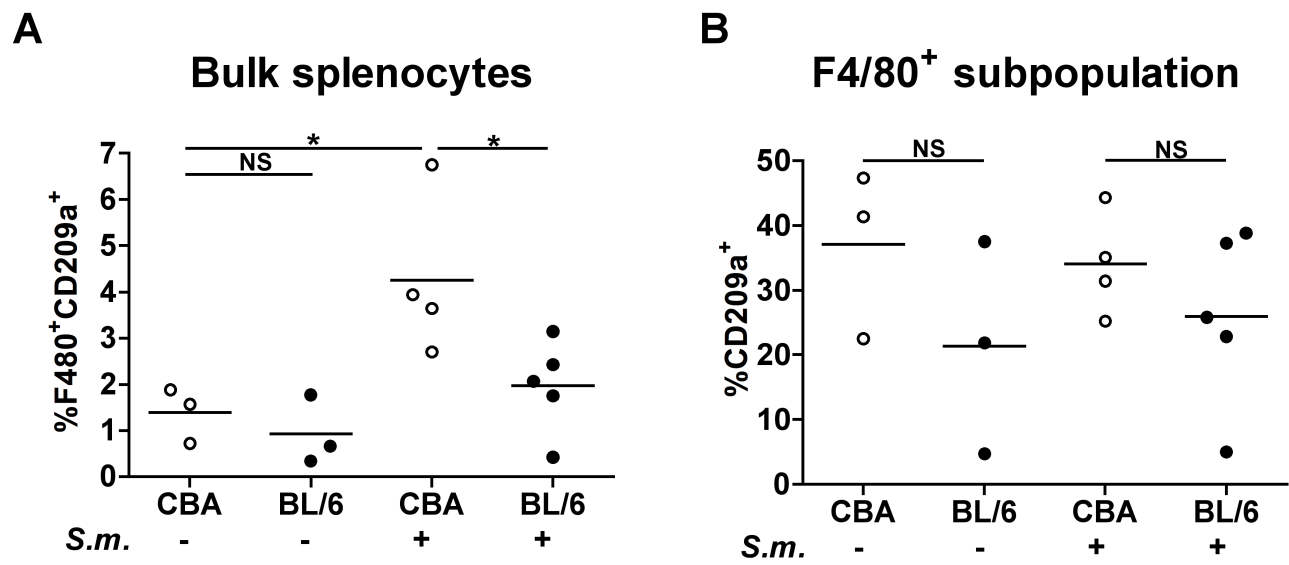 A
Bulk splenocytes
%F480⁺CD209a⁺
7
6
5
4
3
2
1
0
*
*
NS
CBA BL/6 CBA BL/6
S.m. - - + +
B
F4/80⁺ subpopulation
%CD209a⁺
50
40
30
20
10
0
NS
NS
CBA BL/6 CBA BL/6
S.m. - - + +